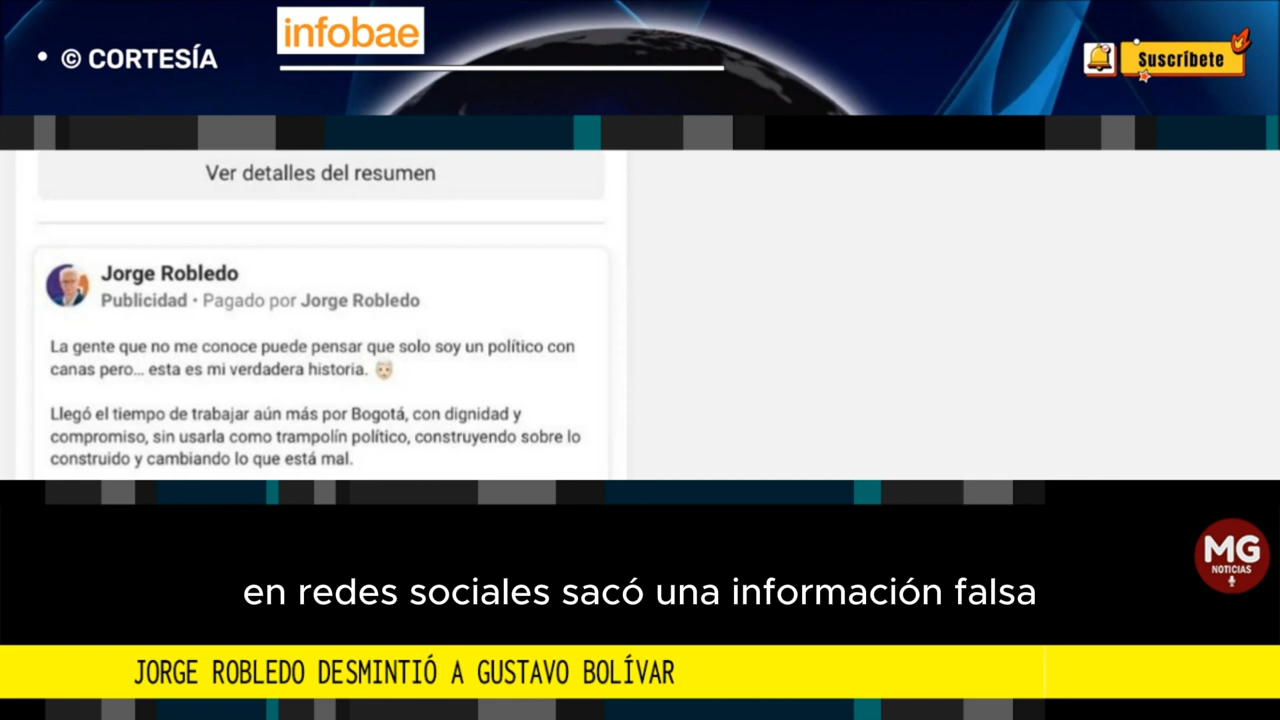 • © CORTESÍA
infobae
Suscríbete
Ver detalles del resumen
Jorge Robledo
Publicidad • Pagado por Jorge Robledo
La gente que no me conoce puede pensar que solo soy un político con
canas pero... esta es mi verdadera historia. 👴🏻
Llegó el tiempo de trabajar aún más por Bogotá, con dignidad y
compromiso, sin usarla como trampolín político, construyendo sobre lo
construido y cambiando lo que está mal.
MG
NOTICIAS
en redes sociales sacó una información falsa
JORGE ROBLEDO DESMINTIÓ A GUSTAVO BOLÍVAR